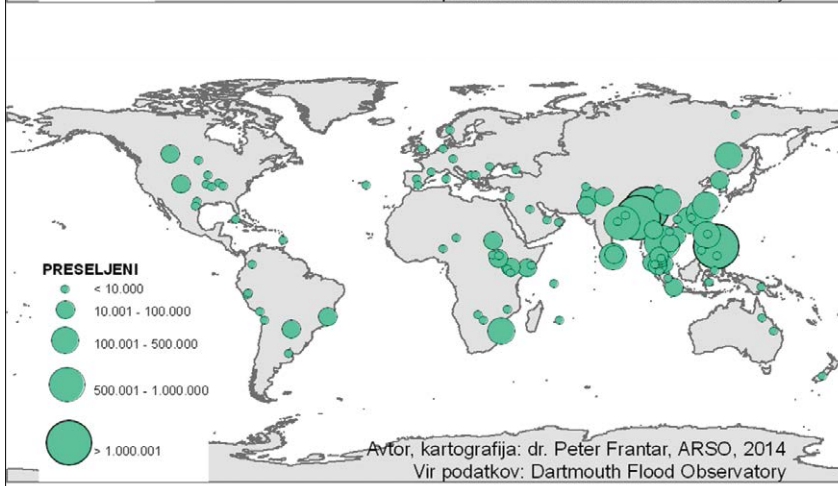 PRESELJENI
< 10.000
10.001 - 100.000
100.001 - 500.000
500.001 - 1.000.000
> 1.000.001
Avtor, kartografija: dr. Peter Frantar, ARSO, 2014
Vir podatkov: Dartmouth Flood Observatory